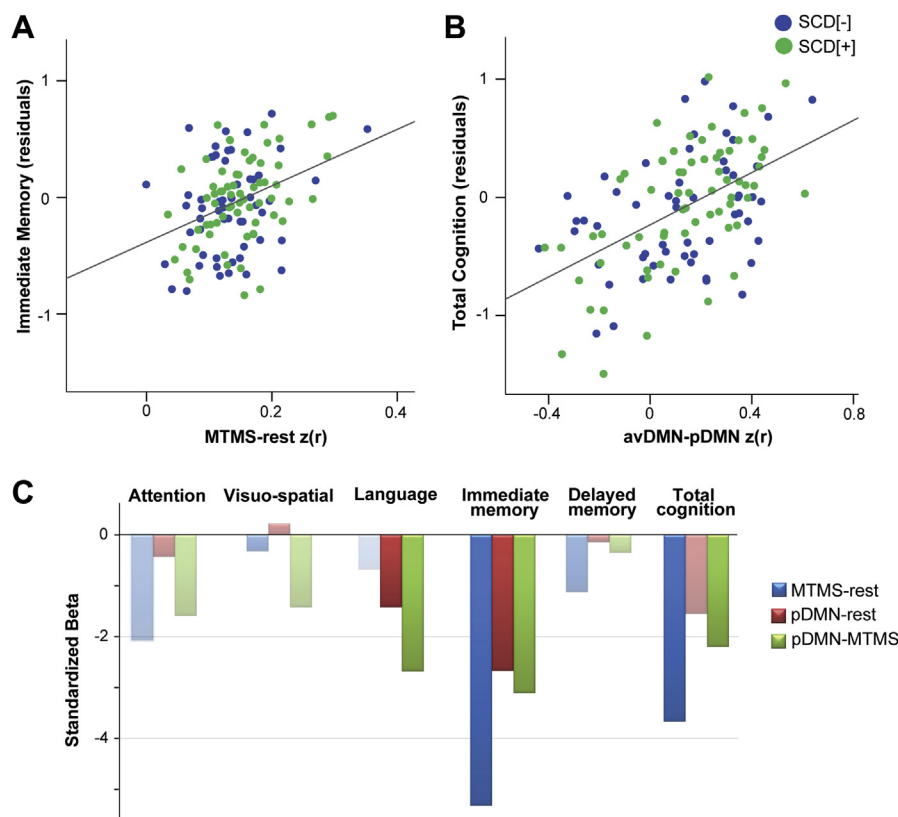 A
B
SCD[-]
SCD[+]
Immediate Memory (residuals)
1
0
-1
0
0.2
0.4
MTMS-rest z(r)
Total Cognition (residuals)
1
0
-1
-0.4
0
0.4
0.8
avDMN-pDMN z(r)
C
Attention
Visuo-spatial
Language
Immediate
memory
Delayed
memory
Total
cognition
Standardized Beta
0
-2
-4
MTMS-rest
pDMN-rest
pDMN-MTMS